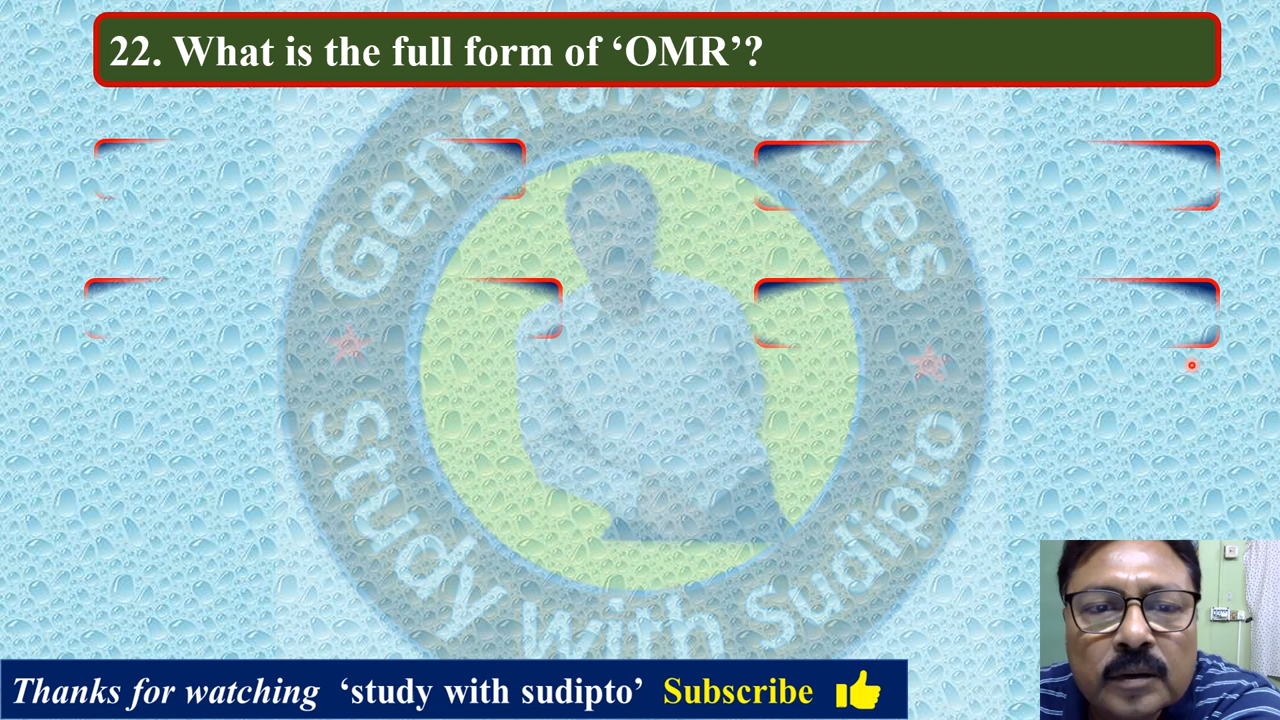 22. What is the full form of ‘OMR’?
General studies
Study With Sudipto
Thanks for watching ‘study with sudipto’ Subscribe